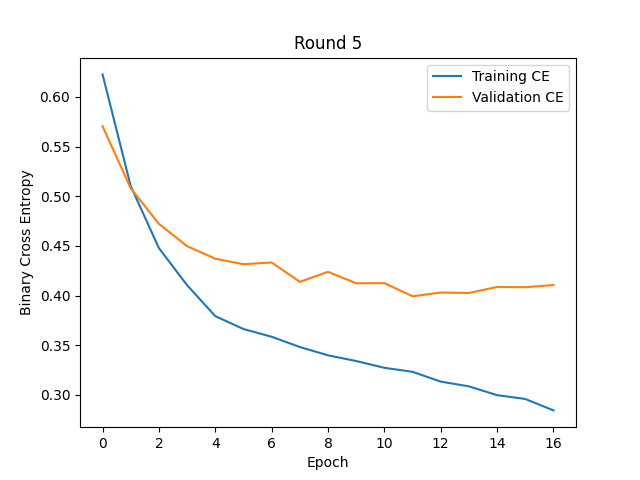 Round 5
Training CE
Validation CE
Binary Cross Entropy
0.60
0.55
0.50
0.45
0.40
0.35
0.30
0 2 4 6 8 10 12 14 16
Epoch